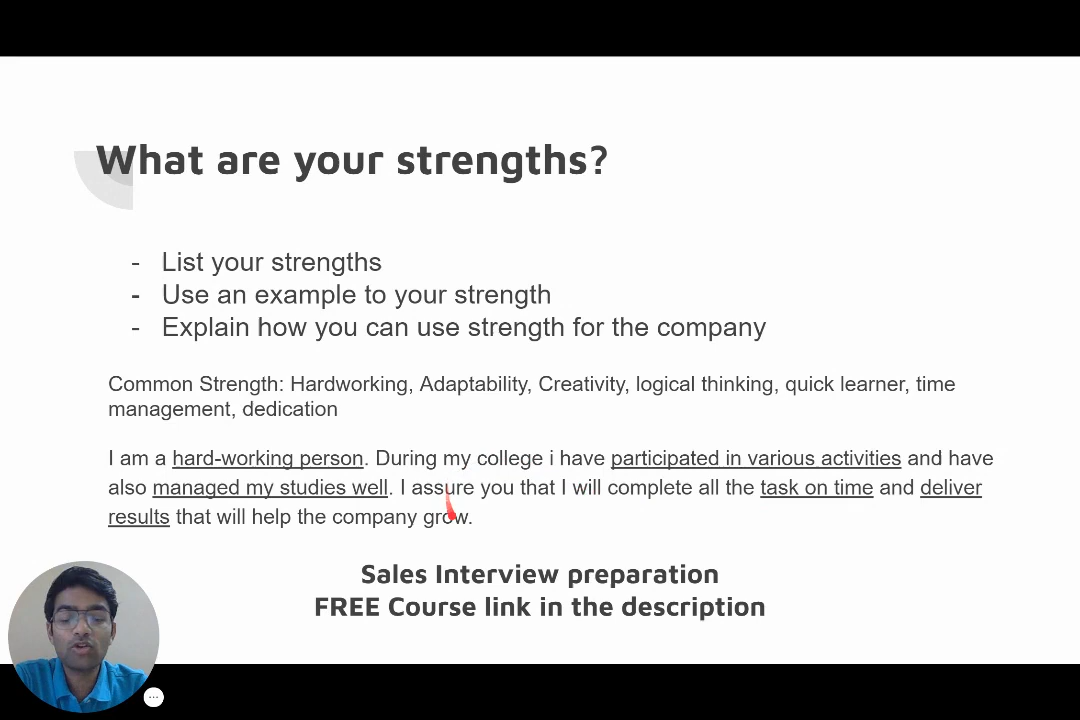 What are your strengths?
- List your strengths
- Use an example to your strength
- Explain how you can use strength for the company
Common Strength: Hardworking, Adaptability, Creativity, logical thinking, quick learner, time
management, dedication
I am a hard-working person. During my college i have participated in various activities and have
also managed my studies well. I assure you that I will complete all the task on time and deliver
results that will help the company grow.
Sales Interview preparation
FREE Course link in the description